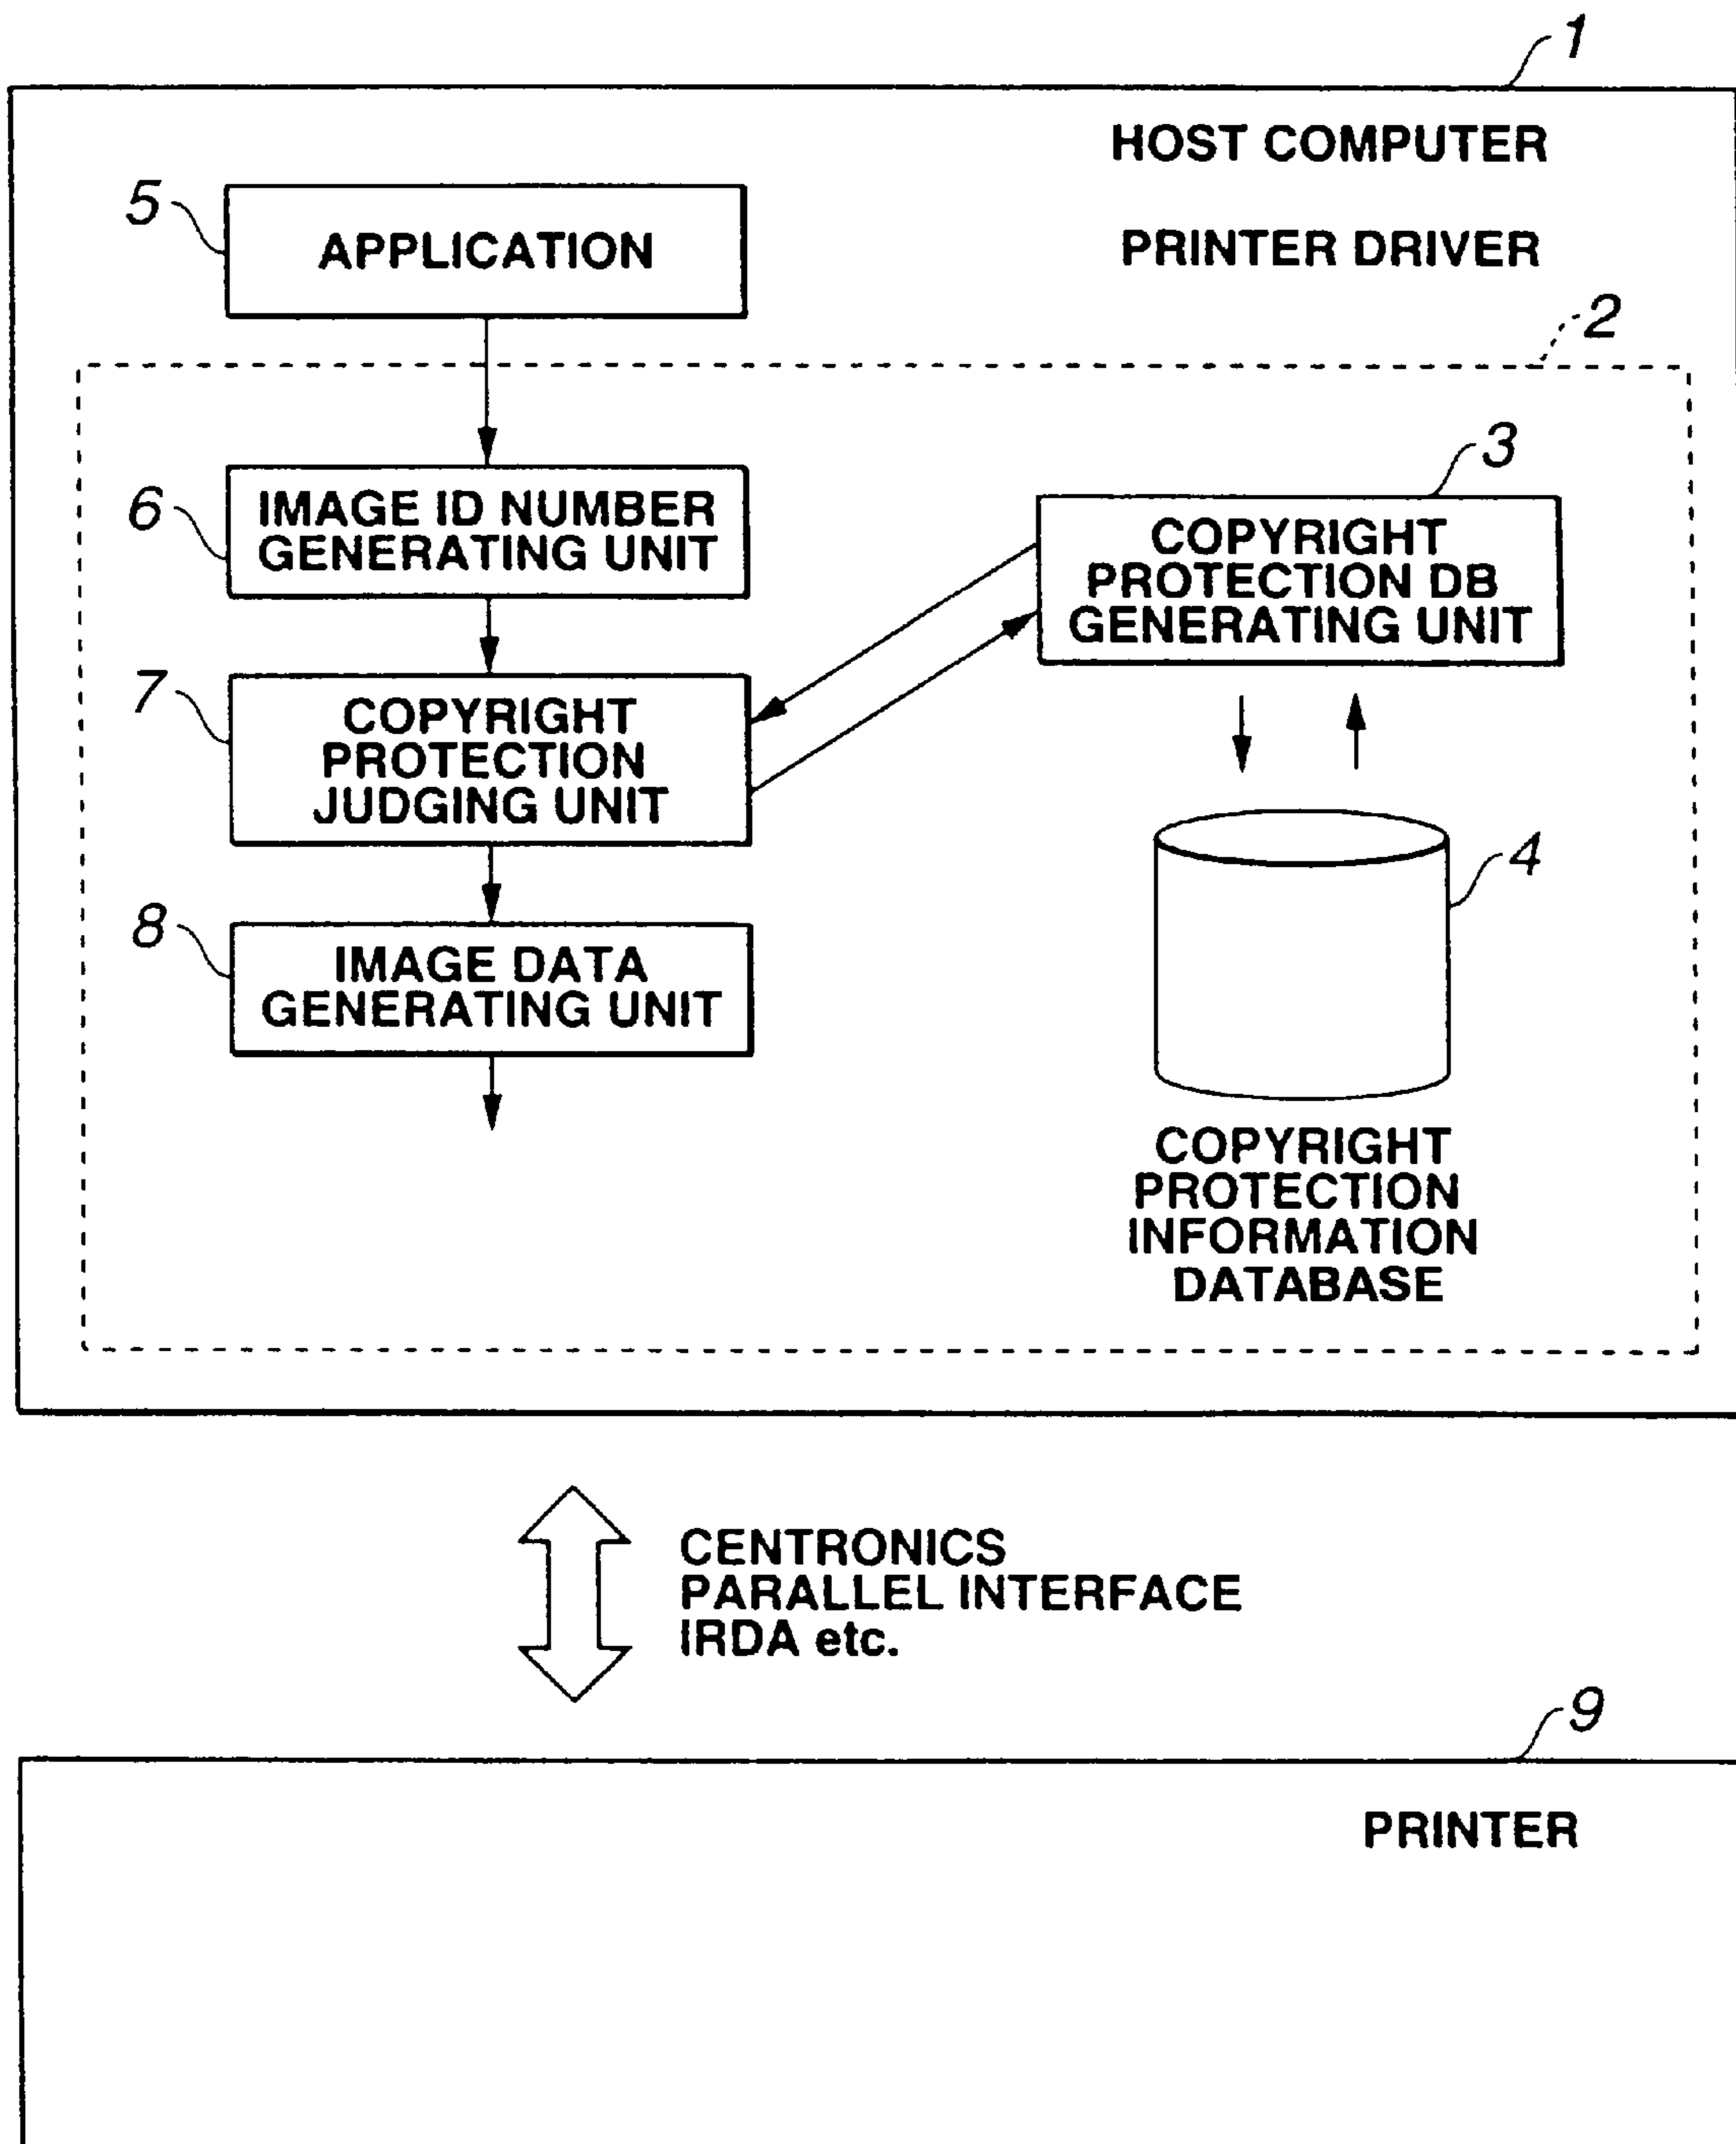 1
HOST COMPUTER
5
APPLICATION
PRINTER DRIVER
2
6
IMAGE ID NUMBER
GENERATING UNIT
3
COPYRIGHT
PROTECTION DB
GENERATING UNIT
7
COPYRIGHT
PROTECTION
JUDGING UNIT
4
8
IMAGE DATA
GENERATING UNIT
COPYRIGHT
PROTECTION
INFORMATION
DATABASE
CENTRONICS
PARALLEL INTERFACE
IRDA etc.
9
PRINTER